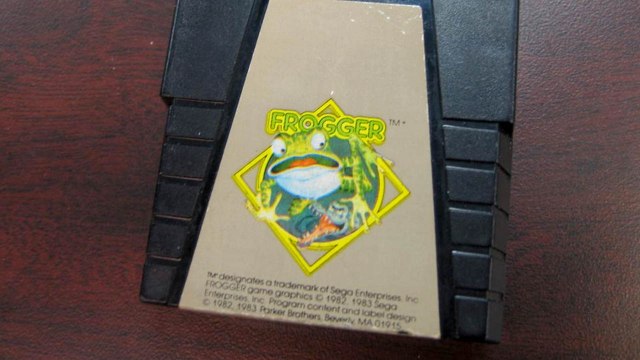 FROGGER TM*
TM* designates a trademark of Sega Enterprises, Inc.
FROGGER game graphics © 1982, 1983 Sega
Enterprises, Inc. Program content and label design
© 1982, 1983 Parker Brothers, Beverly, MA 01915